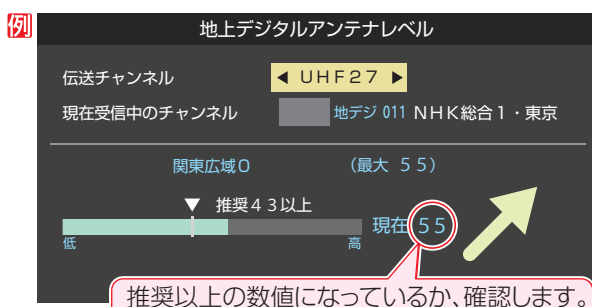 例
地上デジタルアンテナレベル
伝送チャンネル ◀ ＵＨＦ２７ ▶
現在受信中のチャンネル 地デジ 011 ＮＨＫ総合１・東京
関東広域０ （最大 ５５）
▼ 推奨４３以上
低 高 現在 ５５
推奨以上の数値になっているか、確認します。